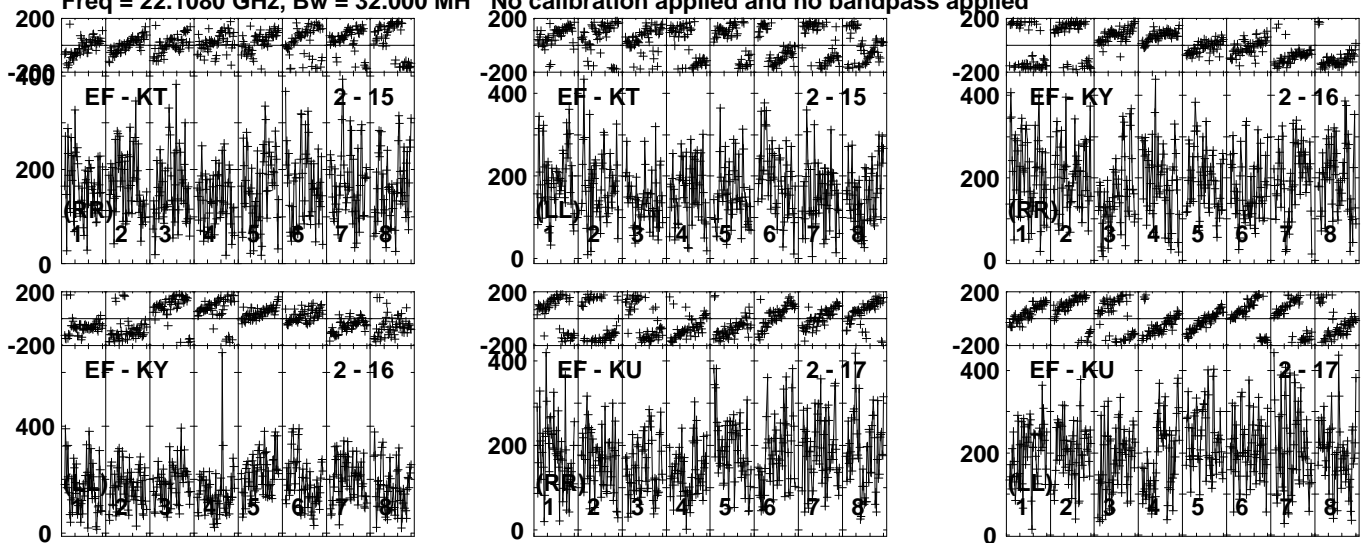 Freq = 22.1080 GHz, Bw = 32.000 MH No calibration applied and no bandpass applied
200
-200
400
200
0
EF - KT 2 - 15
(RR)
1 2 3 4 5 6 7 8
200
-200
400
200
0
EF - KT 2 - 15
(LL)
1 2 3 4 5 6 7 8
200
-200
400
200
0
EF - KY 2 - 16
(RR)
1 2 3 4 5 6 7 8
200
-200
400
200
0
EF - KY 2 - 16
(LL)
1 2 3 4 5 6 7 8
200
-200
400
200
0
EF - KU 2 - 17
(RR)
1 2 3 4 5 6 7 8
200
-200
400
200
0
EF - KU 2 - 17
(LL)
1 2 3 4 5 6 7 8